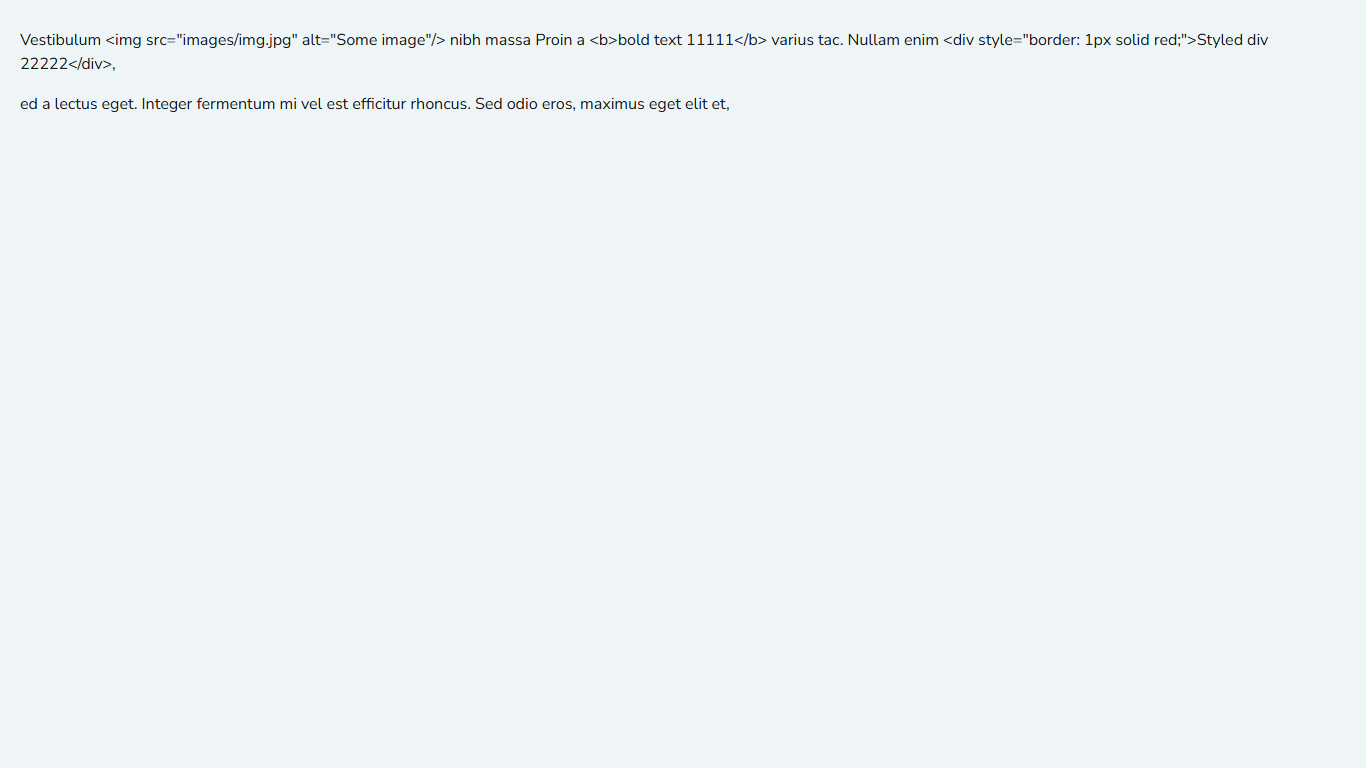 Vestibulum <img src="images/img.jpg" alt="Some image"/> nibh massa Proin a <b>bold text 11111</b> varius tac. Nullam enim <div style="border: 1px solid red;">Styled div
22222</div>,
ed a lectus eget. Integer fermentum mi vel est efficitur rhoncus. Sed odio eros, maximus eget elit et,